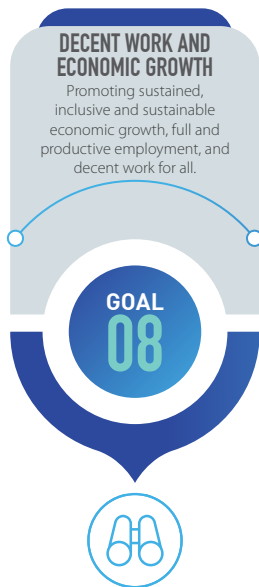 DECENT WORK AND
ECONOMIC GROWTH
Promoting sustained,
inclusive and sustainable
economic growth, full and
productive employment, and
decent work for all.
GOAL
08